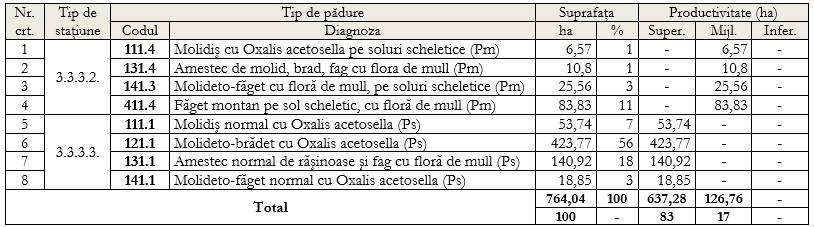 Nr. crt. Tip de stațiune Tip de pădure Suprafața Productivitate (ha)
Codul Diagnoza ha % Super. Mijl. Infer.
1 3.3.3.2. 111.4 Molidiș cu Oxalis acetosella pe soluri scheletice (Pm) 6,57 1 - 6,57 -
2 131.4 Amestec de molid, brad, fag cu flora de mull (Pm) 10,8 1 - 10,8 -
3 141.3 Molideto-făget cu floră de mull, pe soluri scheletice (Pm) 25,56 3 - 25,56 -
4 411.4 Făget montan pe sol scheletic, cu floră de mull (Pm) 83,83 11 - 83,83 -
5 3.3.3.3. 111.1 Molidiș normal cu Oxalis acetosella (Ps) 53,74 7 53,74 - -
6 121.1 Molideto-brădet cu Oxalis acetosella (Ps) 423,77 56 423,77 - -
7 131.1 Amestec normal de rășinoase și fag cu floră de mull (Ps) 140,92 18 140,92 - -
8 141.1 Molideto-făget normal cu Oxalis acetosella (Ps) 18,85 3 18,85 - -
Total 764,04 100 637,28 126,76 -
100 - 83 17 -